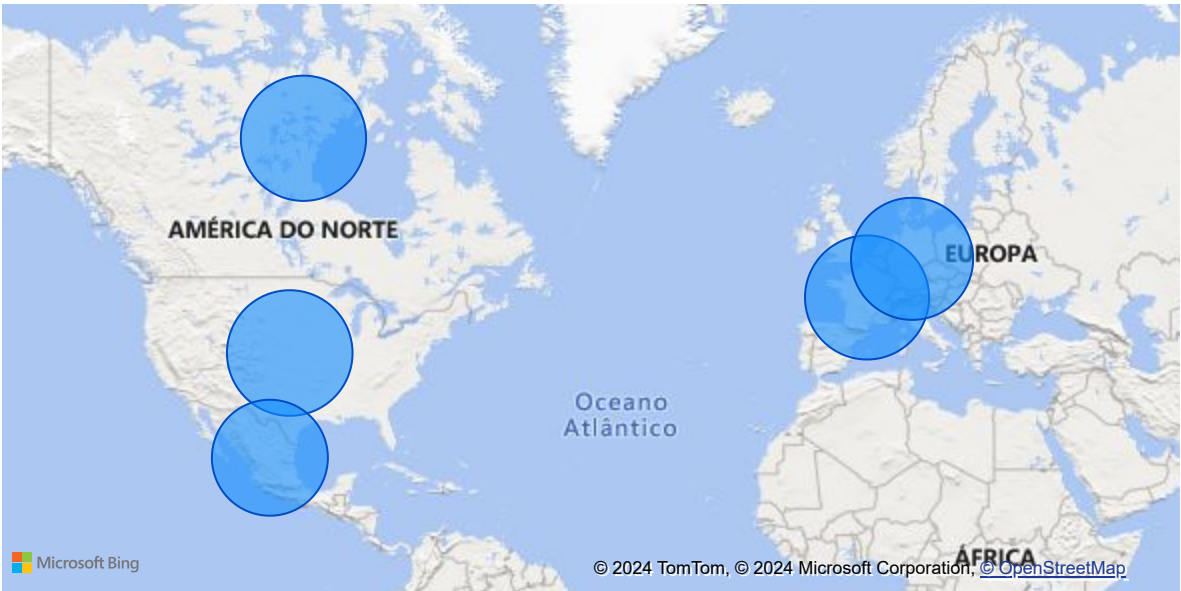 AMÉRICA DO NORTE
EUROPA
Oceano
Atlântico
ÁFRICA
Microsoft Bing
© 2024 TomTom, © 2024 Microsoft Corporation, © OpenStreetMap